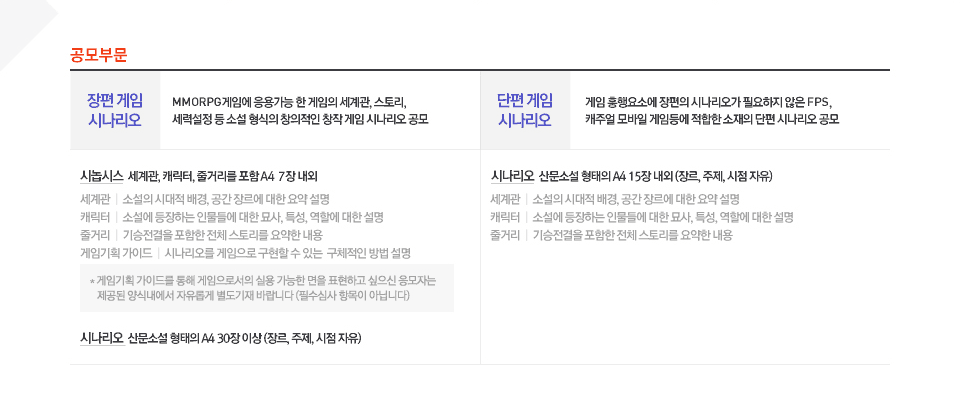 공모부문
장편 게임
시나리오
MMORPG게임에 응용가능 한 게임의 세계관, 스토리,
세력설정 등 소설 형식의 창의적인 창작 게임 시나리오 공모
단편 게임
시나리오
게임 흥행요소에 장편의 시나리오가 필요하지 않은 FPS,
캐주얼 모바일 게임등에 적합한 소재의 단편 시나리오 공모
시놉시스 세계관, 캐릭터, 줄거리를 포함 A4 7장 내외
세계관 | 소설의 시대적 배경, 공간 장르에 대한 요약 설명
캐릭터 | 소설에 등장하는 인물들에 대한 묘사, 특성, 역할에 대한 설명
줄거리 | 기승전결을 포함한 전체 스토리를 요약한 내용
게임기획 가이드 | 시나리오를 게임으로 구현할 수 있는 구체적인 방법 설명
* 게임기획 가이드를 통해 게임으로서의 실용 가능한 면을 표현하고 싶으신 응모자는
제공된 양식내에서 자유롭게 별도기재 바랍니다 (필수심사 항목이 아닙니다)
시나리오 산문소설 형태의 A4 30장 이상 (장르, 주제, 시점 자유)
시나리오 산문소설 형태의 A4 15장 내외 (장르, 주제, 시점 자유)
세계관 | 소설의 시대적 배경, 공간 장르에 대한 요약 설명
캐릭터 | 소설에 등장하는 인물들에 대한 묘사, 특성, 역할에 대한 설명
줄거리 | 기승전결을 포함한 전체 스토리를 요약한 내용